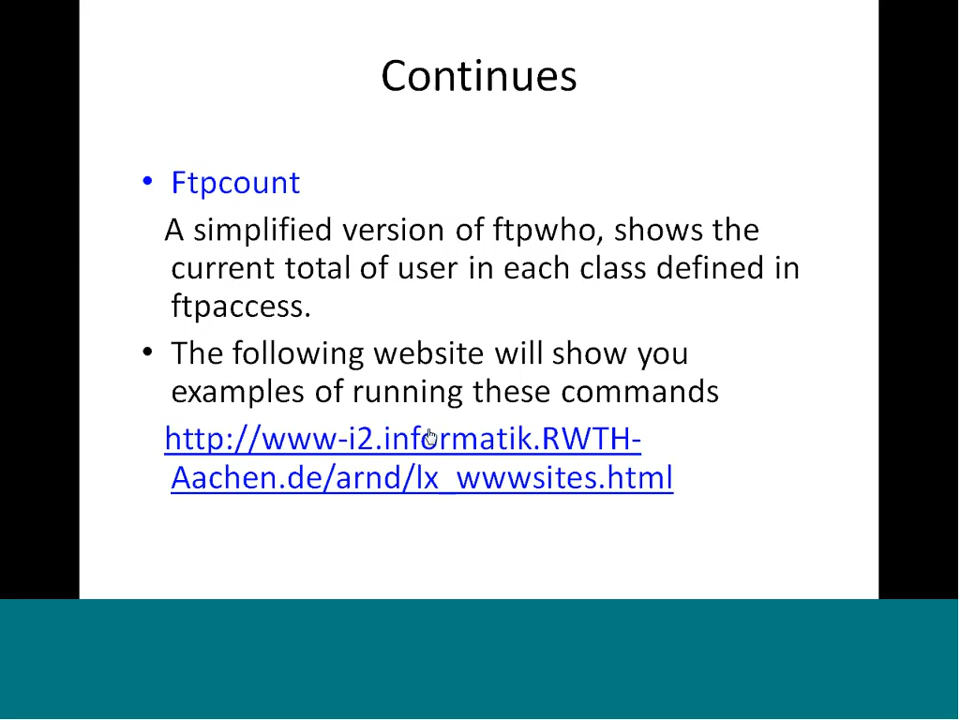 Continues
• Ftpcount
A simplified version of ftpwho, shows the
current total of user in each class defined in
ftpaccess.
• The following website will show you
examples of running these commands
http://www-i2.informatik.RWTH-
Aachen.de/arnd/lx_wwwsites.html